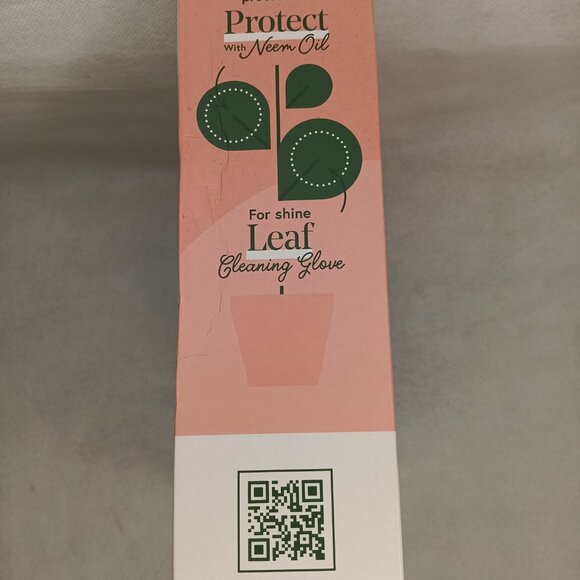 Protect
With Neem Oil
For shine
Leaf
Cleaning Glove